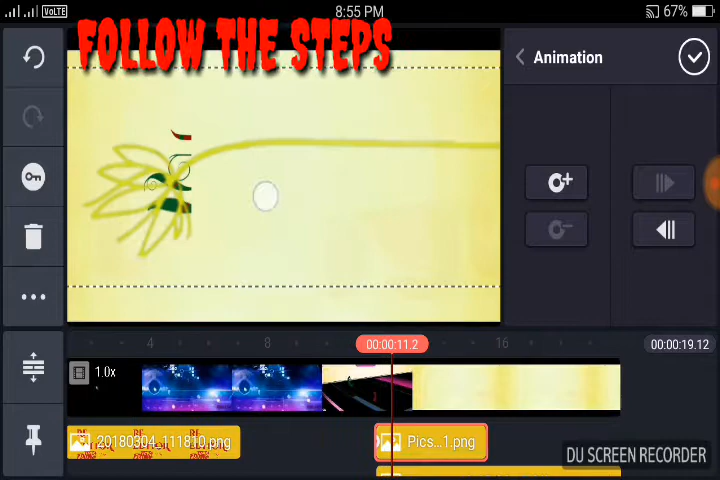 VoLTE
8:55 PM
67%
FOLLOW THE STEPS
Animation
4
8
16
00:00:11.2
00:00:19.12
1.0x
20180304_111810.png
Pics...1.png
DU SCREEN RECORDER